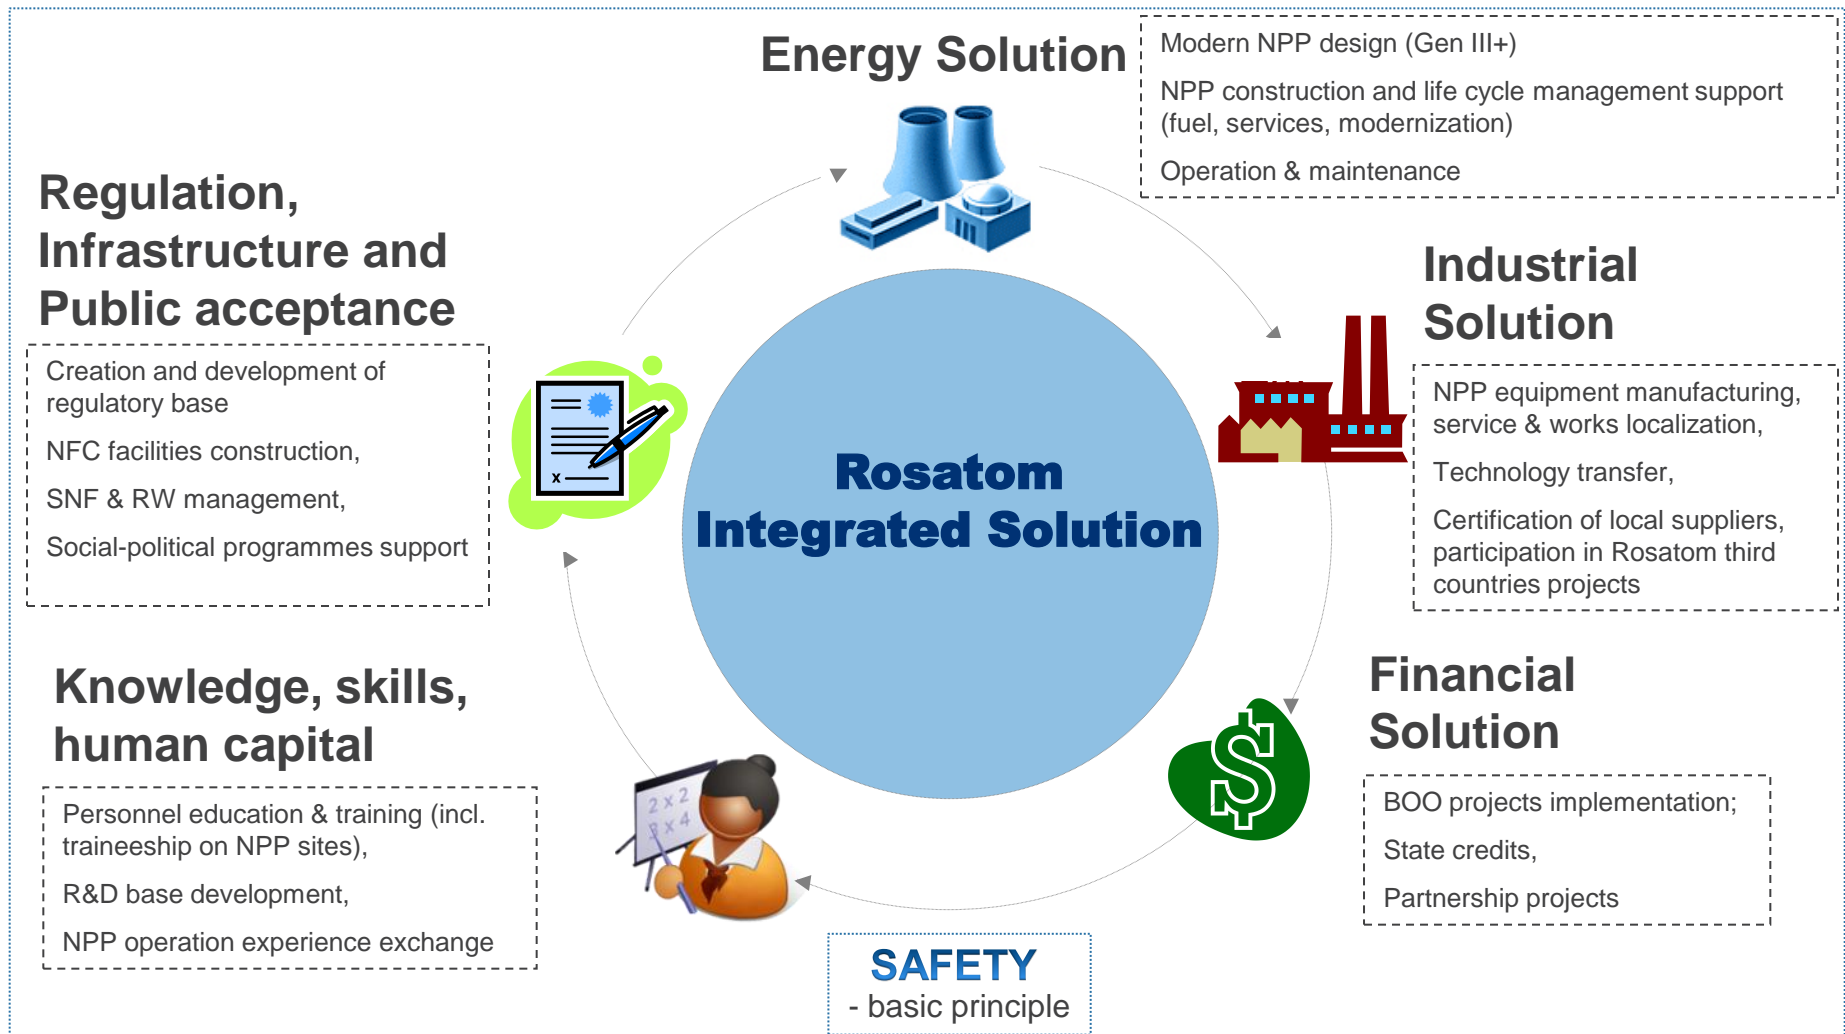 Energy Solution
Modern NPP design (Gen III+)
NPP construction and life cycle management support
(fuel, services, modernization)
Operation & maintenance
Regulation,
Infrastructure and
Public acceptance
Creation and development of
regulatory base
NFC facilities construction,
SNF & RW management,
Social-political programmes support
x
Industrial
Solution
NPP equipment manufacturing,
service & works localization,
Technology transfer,
Certification of local suppliers,
participation in Rosatom third
countries projects
Rosatom
Integrated Solution
Knowledge, skills,
human capital
Personnel education & training (incl.
traineeship on NPP sites),
R&D base development,
NPP operation experience exchange
2 x 2
3 x 4
Financial
Solution
$
BOO projects implementation;
State credits,
Partnership projects
SAFETY
- basic principle